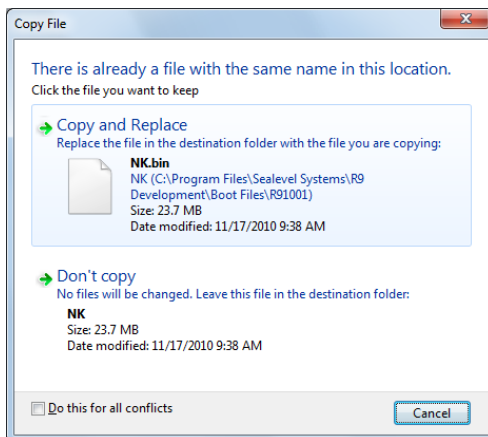 Copy File
There is already a file with the same name in this location.
Click the file you want to keep
Copy and Replace
Replace the file in the destination folder with the file you are copying:
NK.bin
NK (C:\Program Files\Sealevel Systems\R9
Development\Boot Files\R91001)
Size: 23.7 MB
Date modified: 11/17/2010 9:38 AM
Don't copy
No files will be changed. Leave this file in the destination folder:
NK
Size: 23.7 MB
Date modified: 11/17/2010 9:38 AM
Do this for all conflicts
Cancel